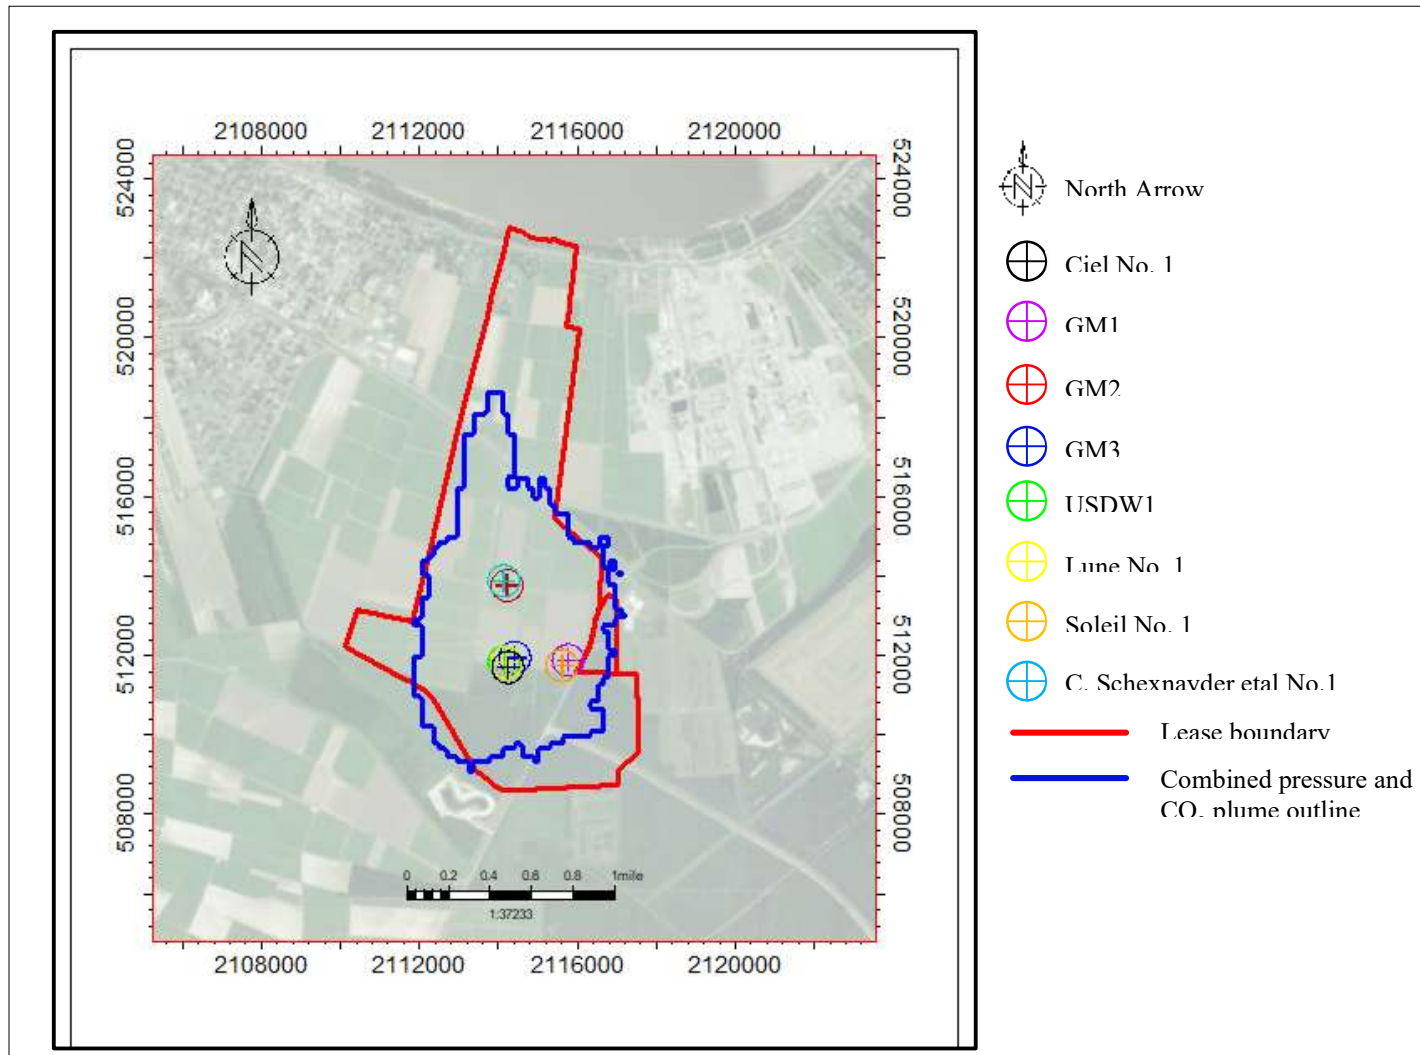 2108000 2112000 2116000 2120000
524000
520000
516000
512000
508000
524000
520000
516000
512000
508000
N
0 0.2 0.4 0.6 0.8 1mile
1:37233
2108000 2112000 2116000 2120000
N
North Arrow
Ciel No. 1
GM1
GM2
GM3
USDW1
Lune No. 1
Soleil No. 1
C. Schexnayder etal No.1
Lease boundary
Combined pressure and
CO₂ plume outline